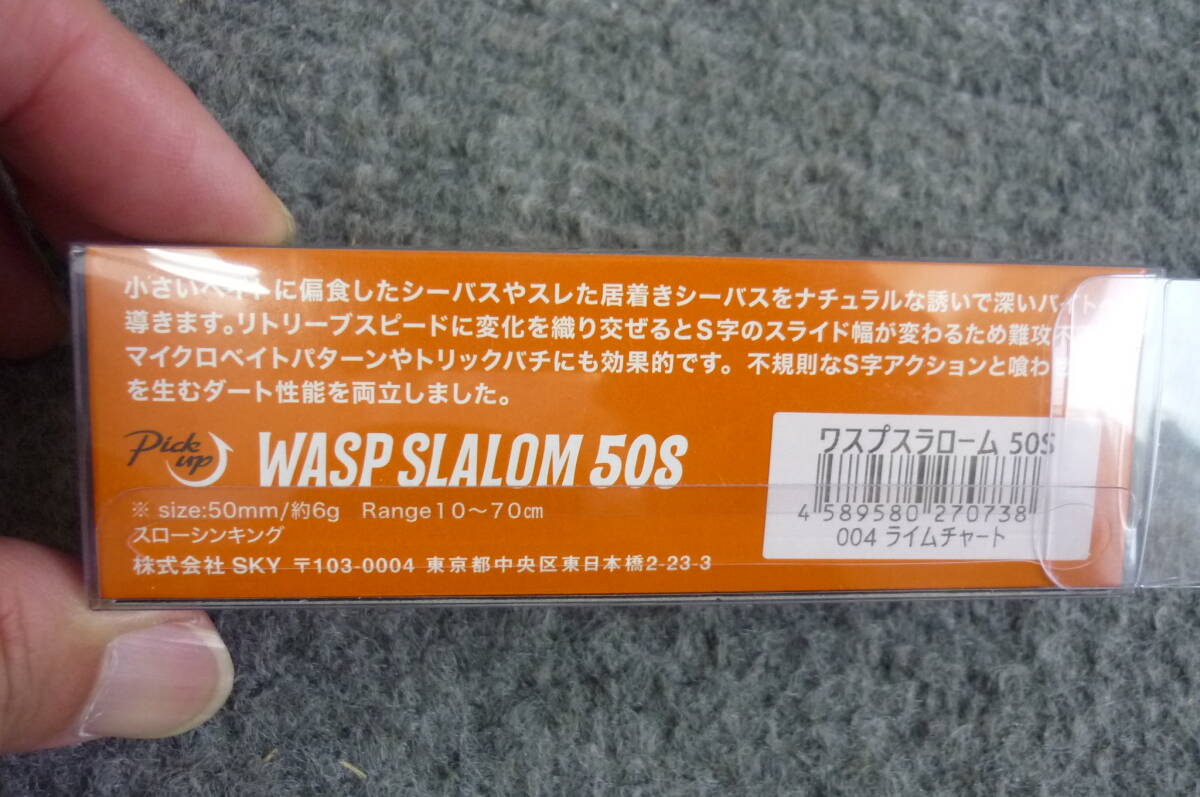 小さいベイトに偏食したシーバスやスレた居着きシーバスをナチュラルな誘いで深いバイト
導きます。リトリーブスピードに変化を織り交ぜるとS字のスライド幅が変わるため難攻不
マイクロベイトパターンやトリックバチにも効果的です。不規則なS字アクションと喰わせ
を生むダート性能を両立しました。
Pick up WASP SLALOM 50S
※ size:50mm/約6g Range10～70㎝
スローシンキング
株式会社 SKY 〒103-0004 東京都中央区東日本橋2-23-3
ワスプスラローム 50S
4 589580 270738
004 ライムチャート